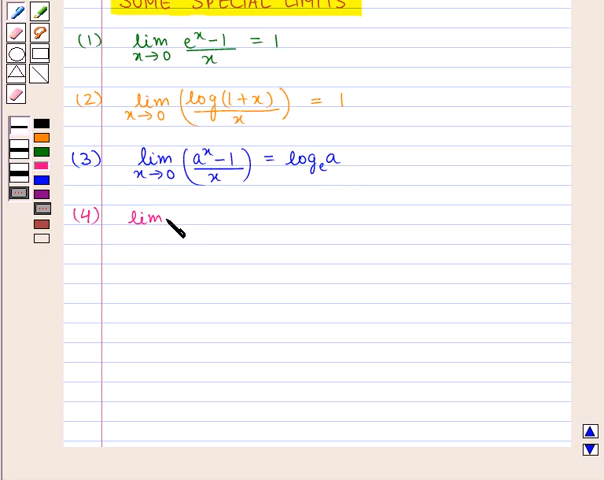 SOME SPECIAL LIMITS
(1) lim x→0 (e^x - 1)/x = 1
(2) lim x→0 (log(1+x)/x) = 1
(3) lim x→0 ((a^x - 1)/x) = log_e a
(4) lim